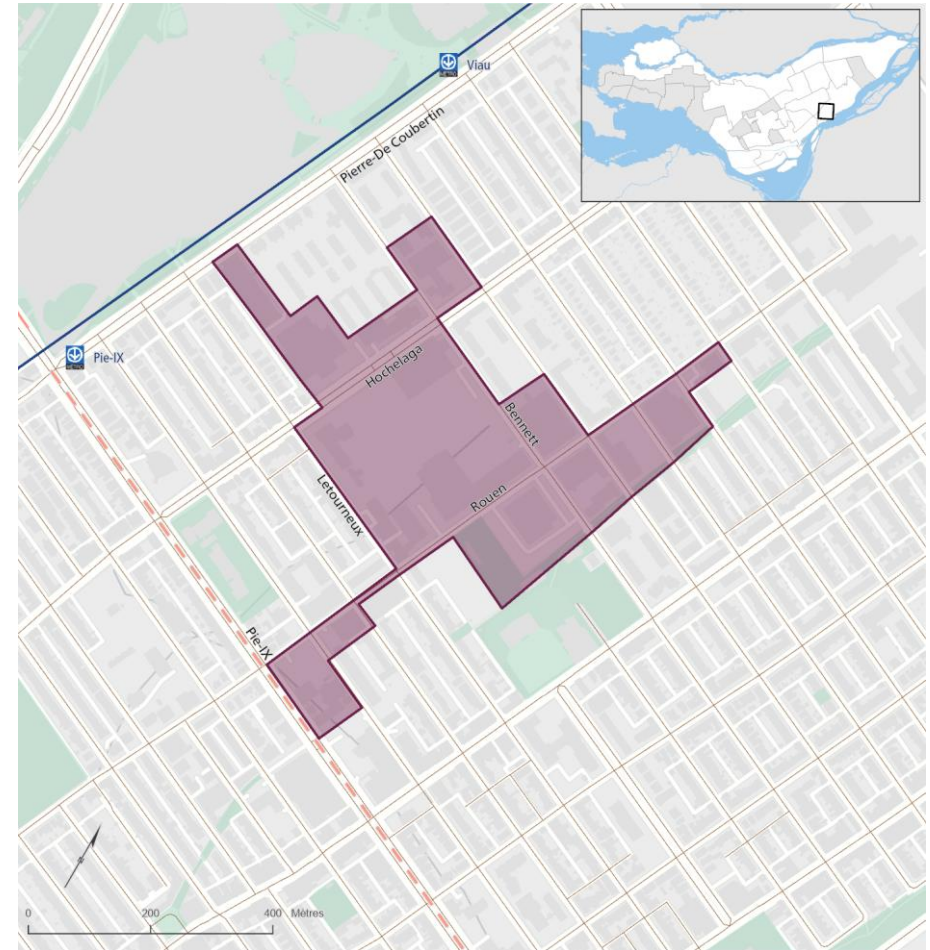 Viau
Pierre-De Coubertin
Pie-IX
Hochelaga
Bennett
Letourneux
Rouen
Pie-IX
0 200 400 Mètres